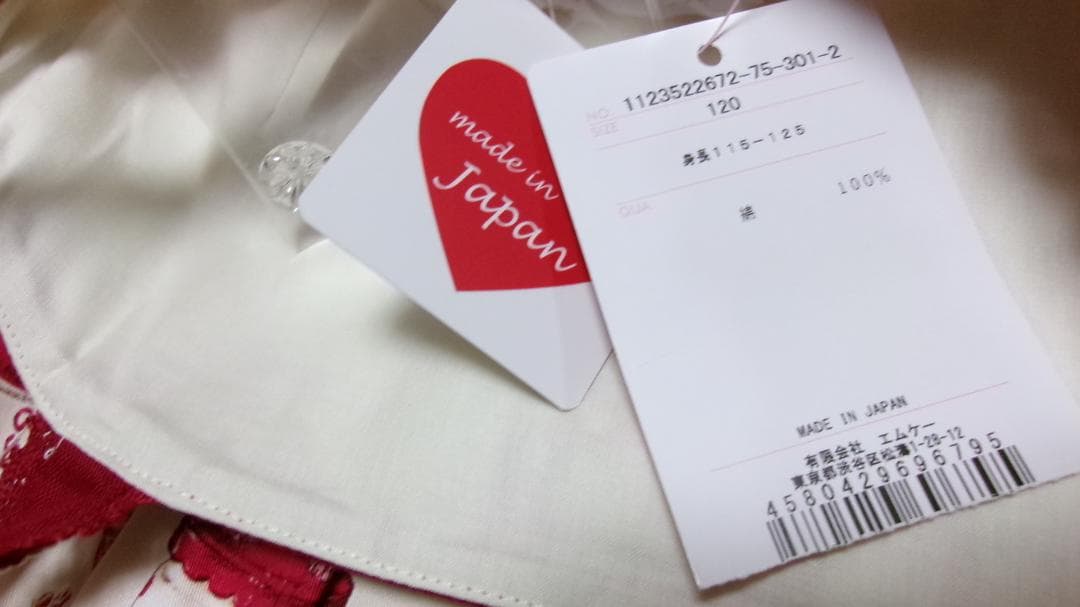 made in
Japan
NO. 1123522672-75-301-2
SIZE 120
身長115－125
QUA
綿 100%
MADE IN JAPAN
有限会社 エムケー
東京都渋谷区松濤1-28-12
4580429696795